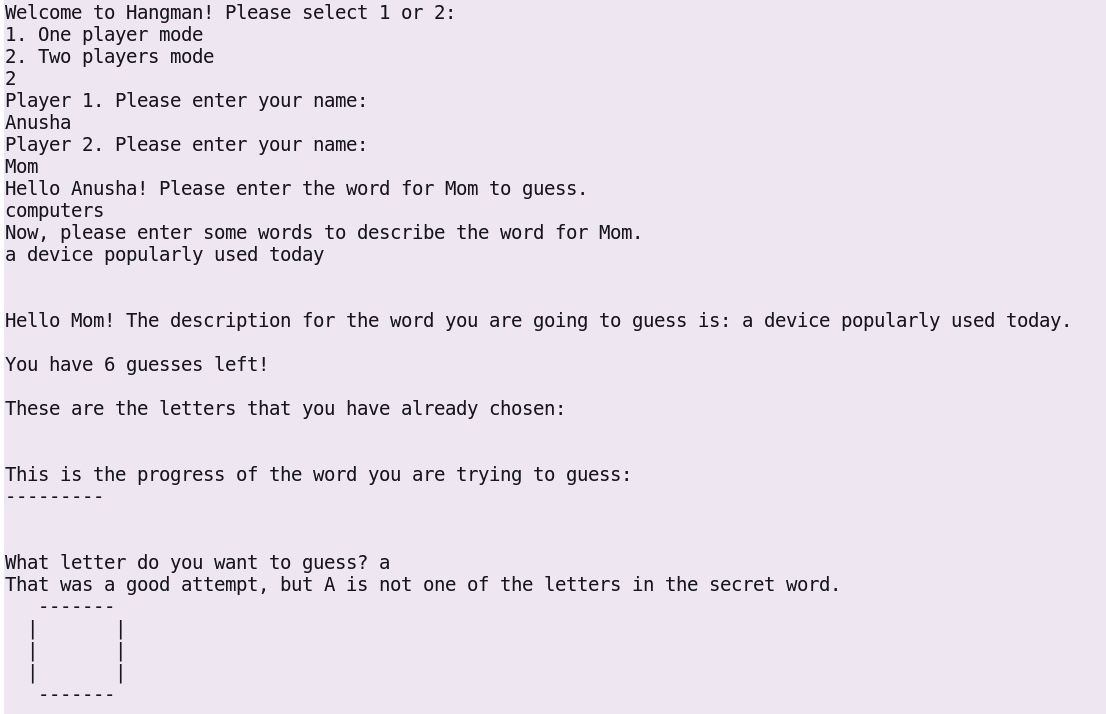 Welcome to Hangman! Please select 1 or 2:
1. One player mode
2. Two players mode
2
Player 1. Please enter your name:
Anusha
Player 2. Please enter your name:
Mom
Hello Anusha! Please enter the word for Mom to guess.
computers
Now, please enter some words to describe the word for Mom.
a device popularly used today
Hello Mom! The description for the word you are going to guess is: a device popularly used today.
You have 6 guesses left!
These are the letters that you have already chosen:
This is the progress of the word you are trying to guess:
---------
What letter do you want to guess? a
That was a good attempt, but A is not one of the letters in the secret word.
   -------
  |       |
  |       |
  |       |
   -------